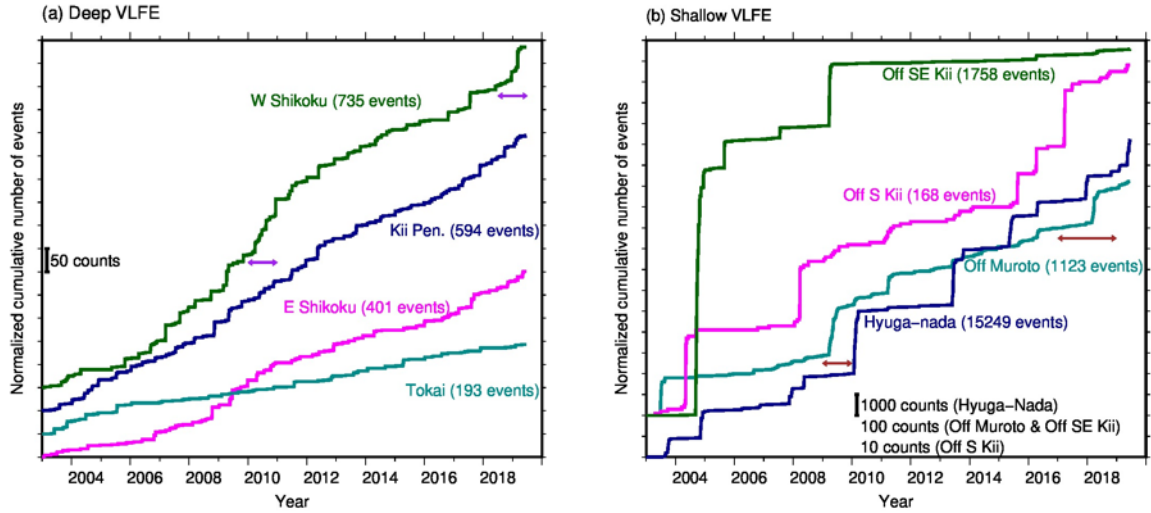 (a) Deep VLFE
Normalized cumulative number of events
W Shikoku (735 events)
Kii Pen. (594 events)
50 counts
E Shikoku (401 events)
Tokai (193 events)
2004 2006 2008 2010 2012 2014 2016 2018
Year
(b) Shallow VLFE
Normalized cumulative number of events
Off SE Kii (1758 events)
Off S Kii (168 events)
Off Muroto (1123 events)
Hyuga−nada (15249 events)
1000 counts (Hyuga−Nada)
100 counts (Off Muroto & Off SE Kii)
10 counts (Off S Kii)
2004 2006 2008 2010 2012 2014 2016 2018
Year